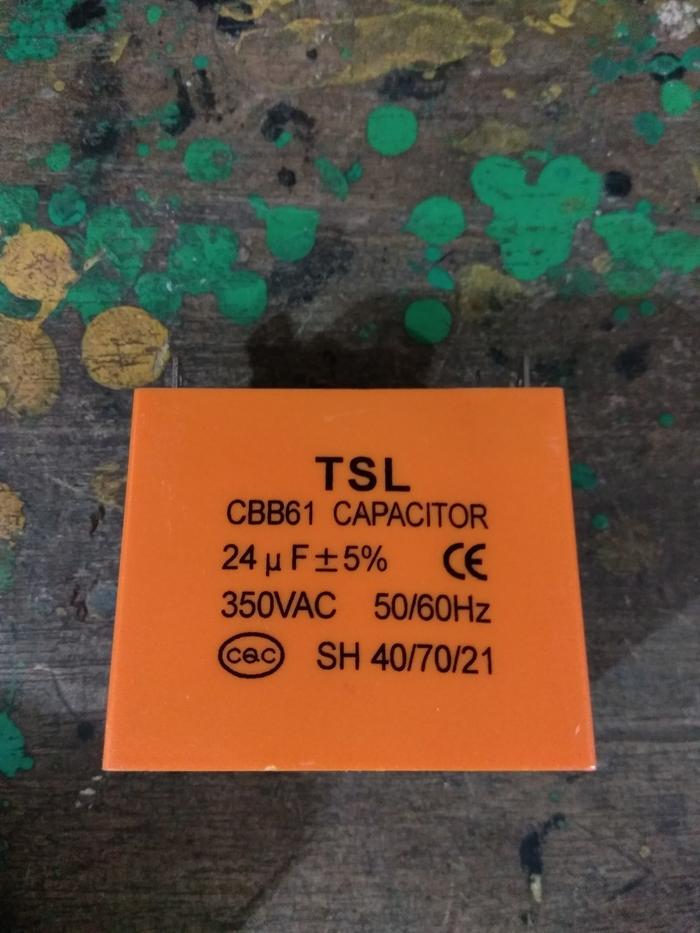 TSL
CBB61 CAPACITOR
24 µ F ± 5% CE
350VAC 50/60Hz
CQC SH 40/70/21